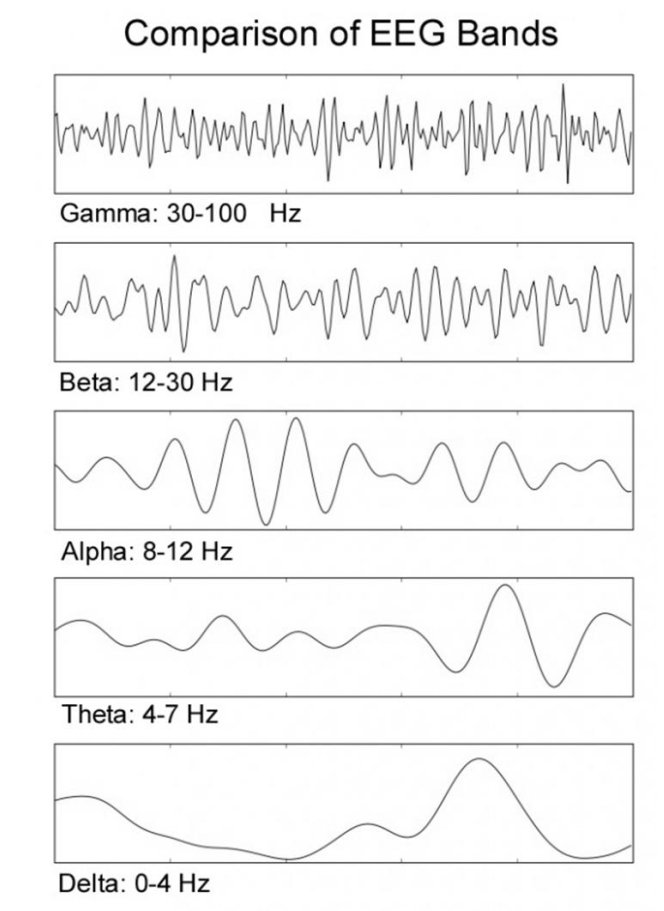 Comparison of EEG Bands
Gamma: 30-100 Hz
Beta: 12-30 Hz
Alpha: 8-12 Hz
Theta: 4-7 Hz
Delta: 0-4 Hz